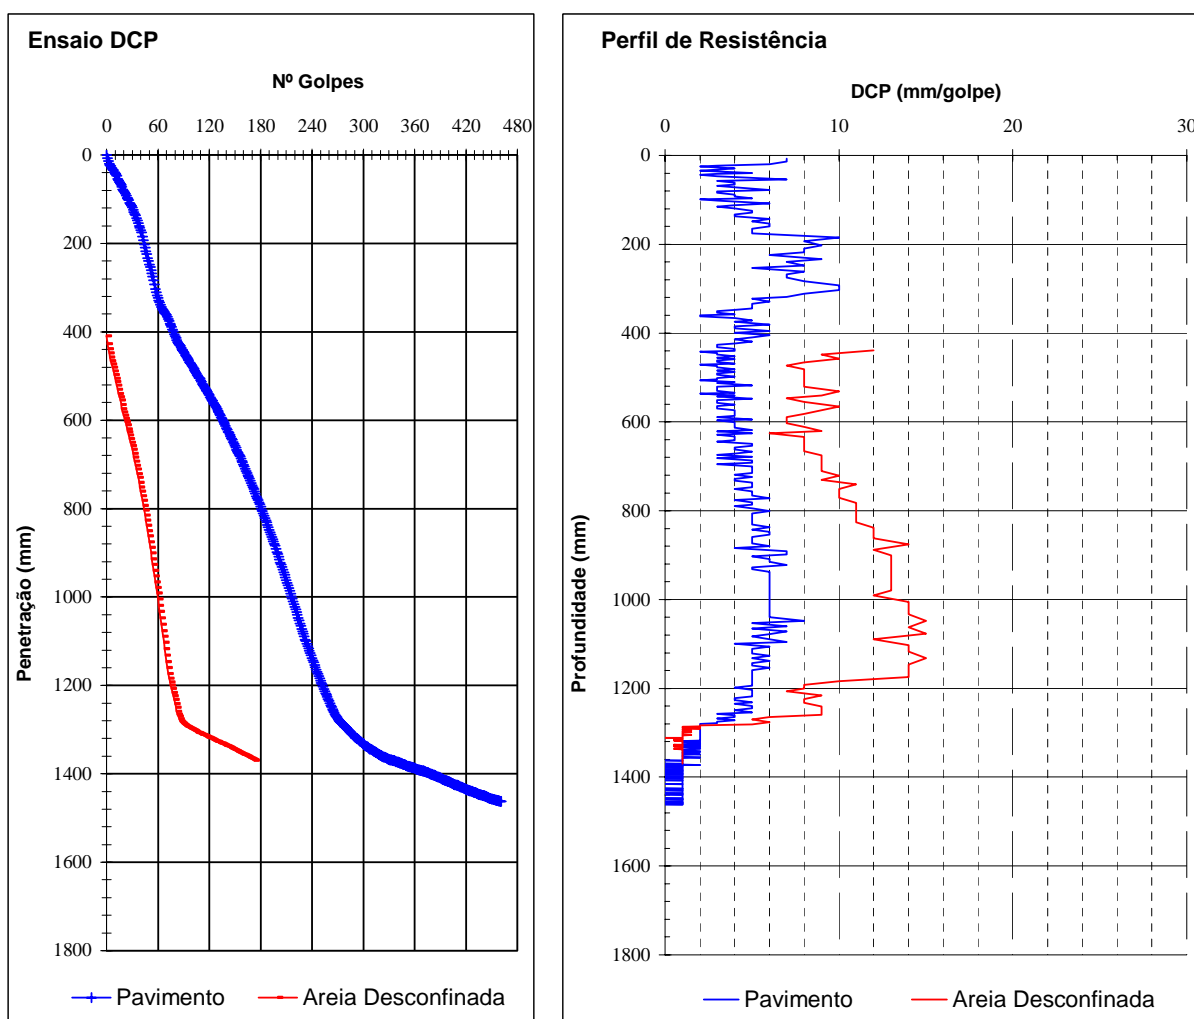 Ensaio DCP
Nº Golpes
0 60 120 180 240 300 360 420 480
0
200
400
600
800
1000
1200
1400
1600
1800
Penetração (mm)
Pavimento Areia Desconfinada
Perfil de Resistência
DCP (mm/golpe)
0 10 20 30
0
200
400
600
800
1000
1200
1400
1600
1800
Profundidade (mm)
Pavimento Areia Desconfinada